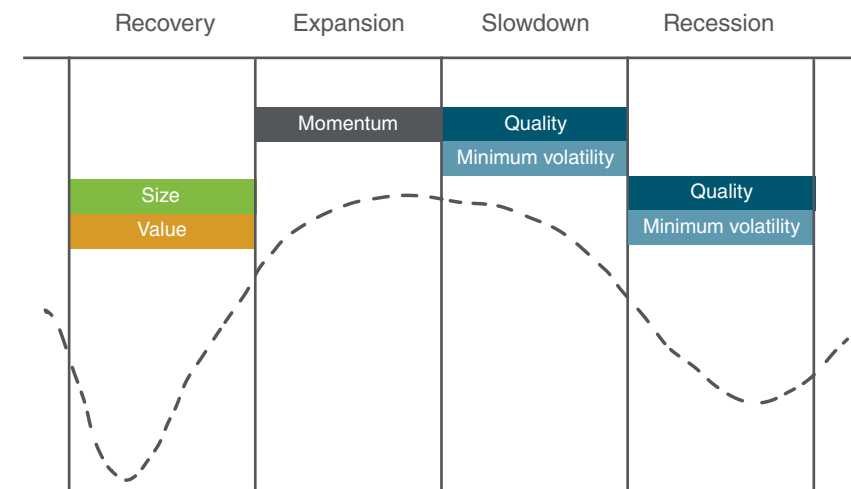 Recovery
Expansion
Slowdown
Recession
Momentum
Quality
Minimum volatility
Size
Value
Quality
Minimum volatility